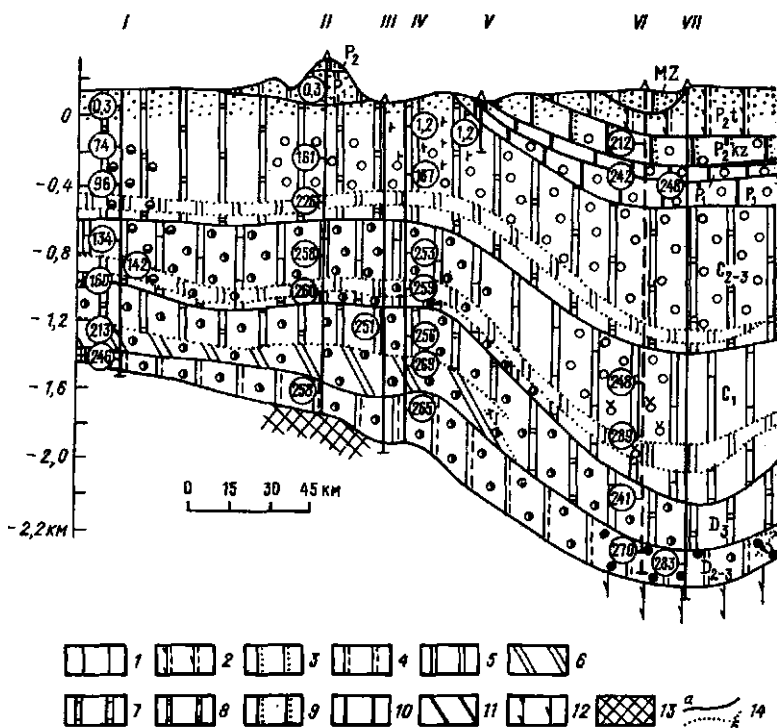 I II III IV V VI VII
P₂
MZ
0
0,3 0,3
1,2 1,2
P₂t
74 161 167 212 P₂kz
-0,4
96 226 242 246 P₁ P₁
-0,8
134 142 258 253 C₂₋₃
160 260 255
-1,2
213 251 256
246 269 248 C₁
-1,6
253 265 289
-2,0
241 D₃
0 15 30 45 км
-2,2 км
270 283 D₂₋₃
1 2 3 4 5 6
7 8 9 10 11 12 13 а б 14